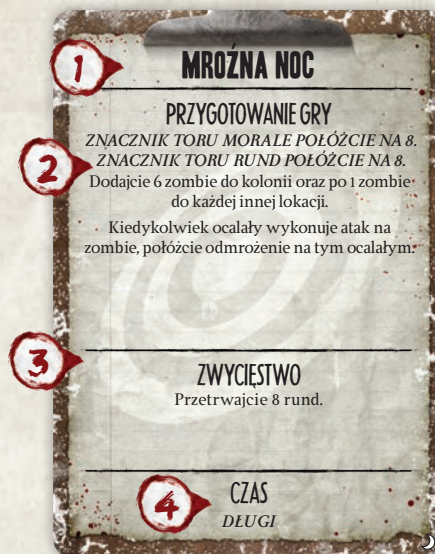 1
MROŹNA NOC
PRZYGOTOWANIE GRY
ZNACZNIK TORU MORALE POŁÓŻCIE NA 8.
2
ZNACZNIK TORU RUND POŁÓŻCIE NA 8.
Dodajcie 6 zombie do kolonii oraz po 1 zombie
do każdej innej lokacji.
Kiedykolwiek ocalały wykonuje atak na
zombie, połóżcie odmrożenie na tym ocalałym.
3
ZWYCIĘSTWO
Przetrwajcie 8 rund.
4
CZAS
DŁUGI